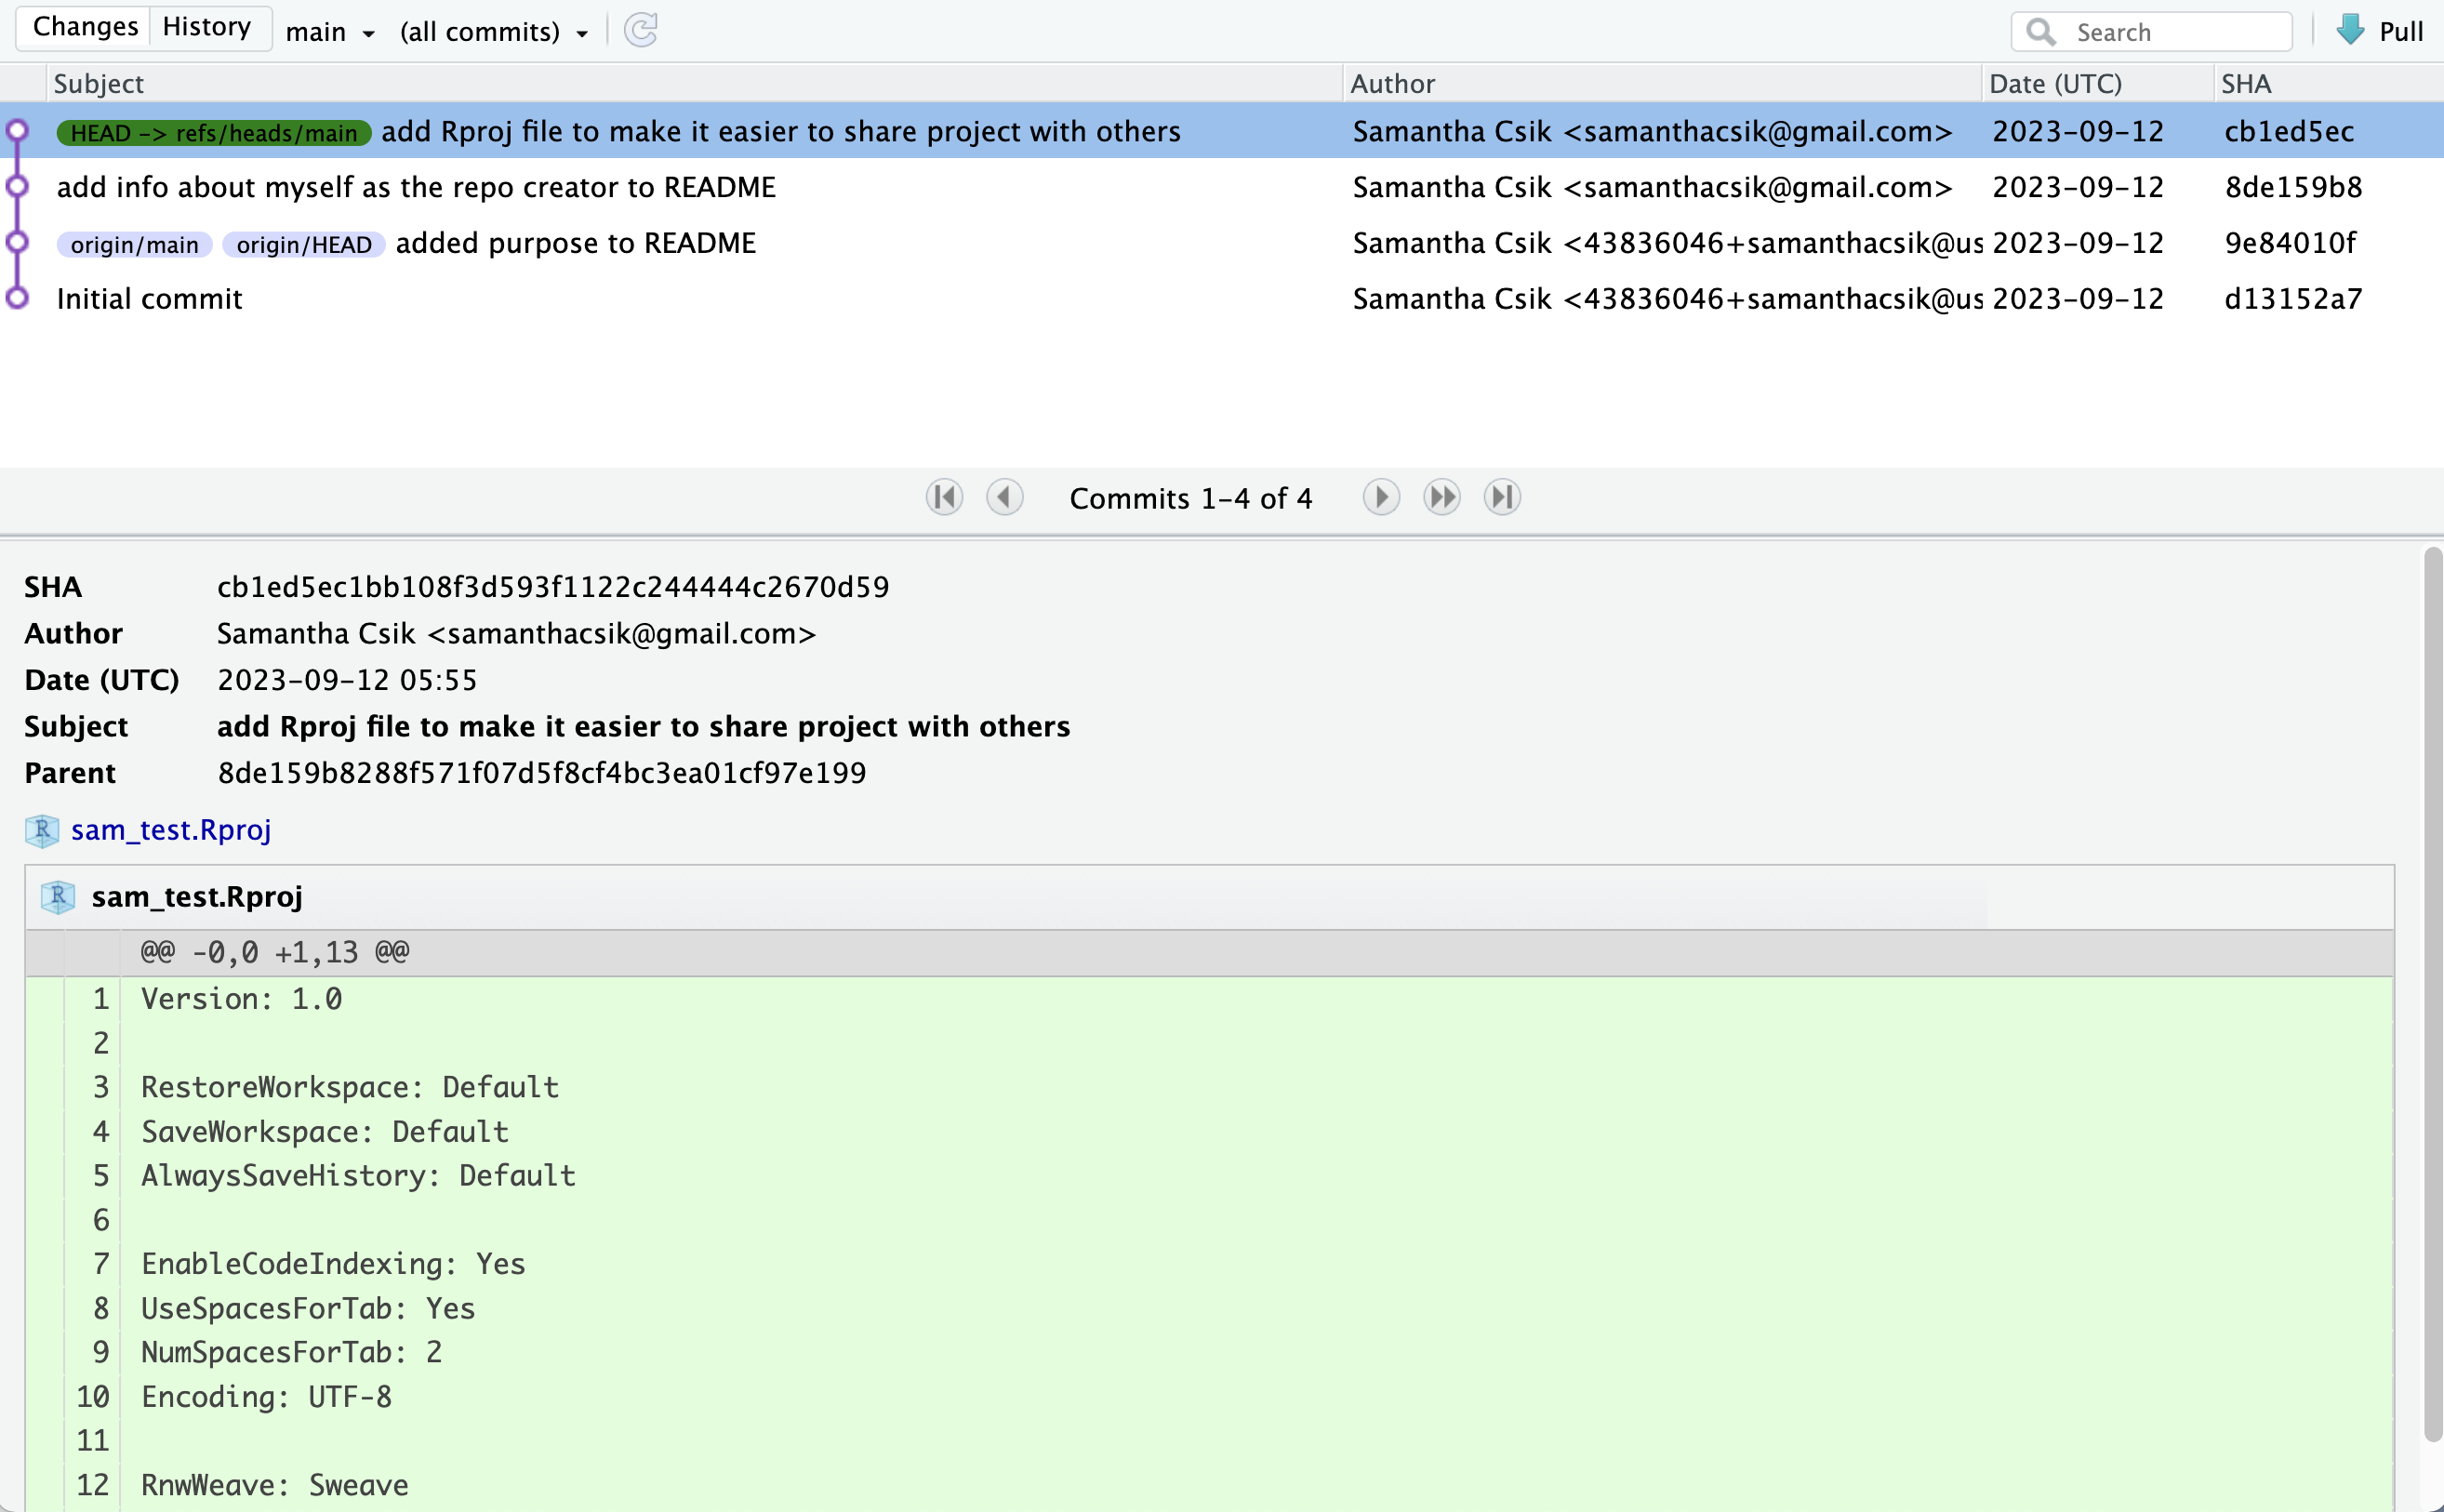 Changes History main (all commits) Search Pull
Subject Author Date (UTC) SHA
HEAD -> refs/heads/main add Rproj file to make it easier to share project with others Samantha Csik <samanthacsik@gmail.com> 2023-09-12 cb1ed5ec
add info about myself as the repo creator to README Samantha Csik <samanthacsik@gmail.com> 2023-09-12 8de159b8
origin/main origin/HEAD added purpose to README Samantha Csik <43836046+samanthacsik@us 2023-09-12 9e84010f
Initial commit Samantha Csik <43836046+samanthacsik@us 2023-09-12 d13152a7
Commits 1-4 of 4
SHA cb1ed5ec1bb108f3d593f1122c244444c2670d59
Author Samantha Csik <samanthacsik@gmail.com>
Date (UTC) 2023-09-12 05:55
Subject add Rproj file to make it easier to share project with others
Parent 8de159b8288f571f07d5f8cf4bc3ea01cf97e199
R sam_test.Rproj
R sam_test.Rproj
@@ -0,0 +1,13 @@
1 Version: 1.0
2
3 RestoreWorkspace: Default
4 SaveWorkspace: Default
5 AlwaysSaveHistory: Default
6
7 EnableCodeIndexing: Yes
8 UseSpacesForTab: Yes
9 NumSpacesForTab: 2
10 Encoding: UTF-8
11
12 RnwWeave: Sweave